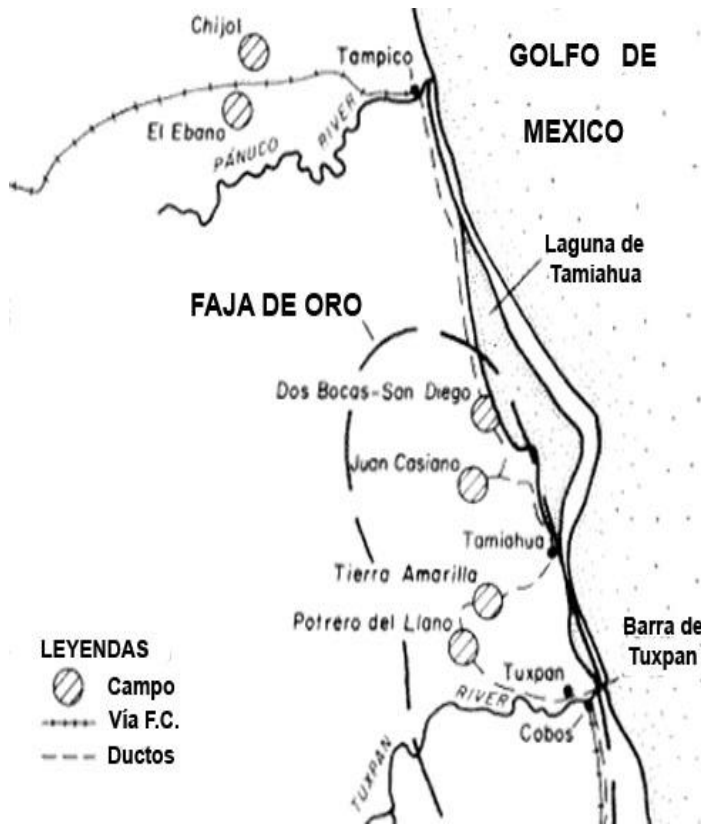 Chijol
Tampico
GOLFO DE
MEXICO
El Ebano
PÁNUCO RIVER
Laguna de
Tamiahua
FAJA DE ORO
Dos Bocas-San Diego
Juan Casiano
Tamiahua
Tierra Amarilla
Potrero del Llano
Barra de
Tuxpan
Tuxpan
TUXPAN RIVER
Cobos
LEYENDAS
Campo
Vía F.C.
Ductos